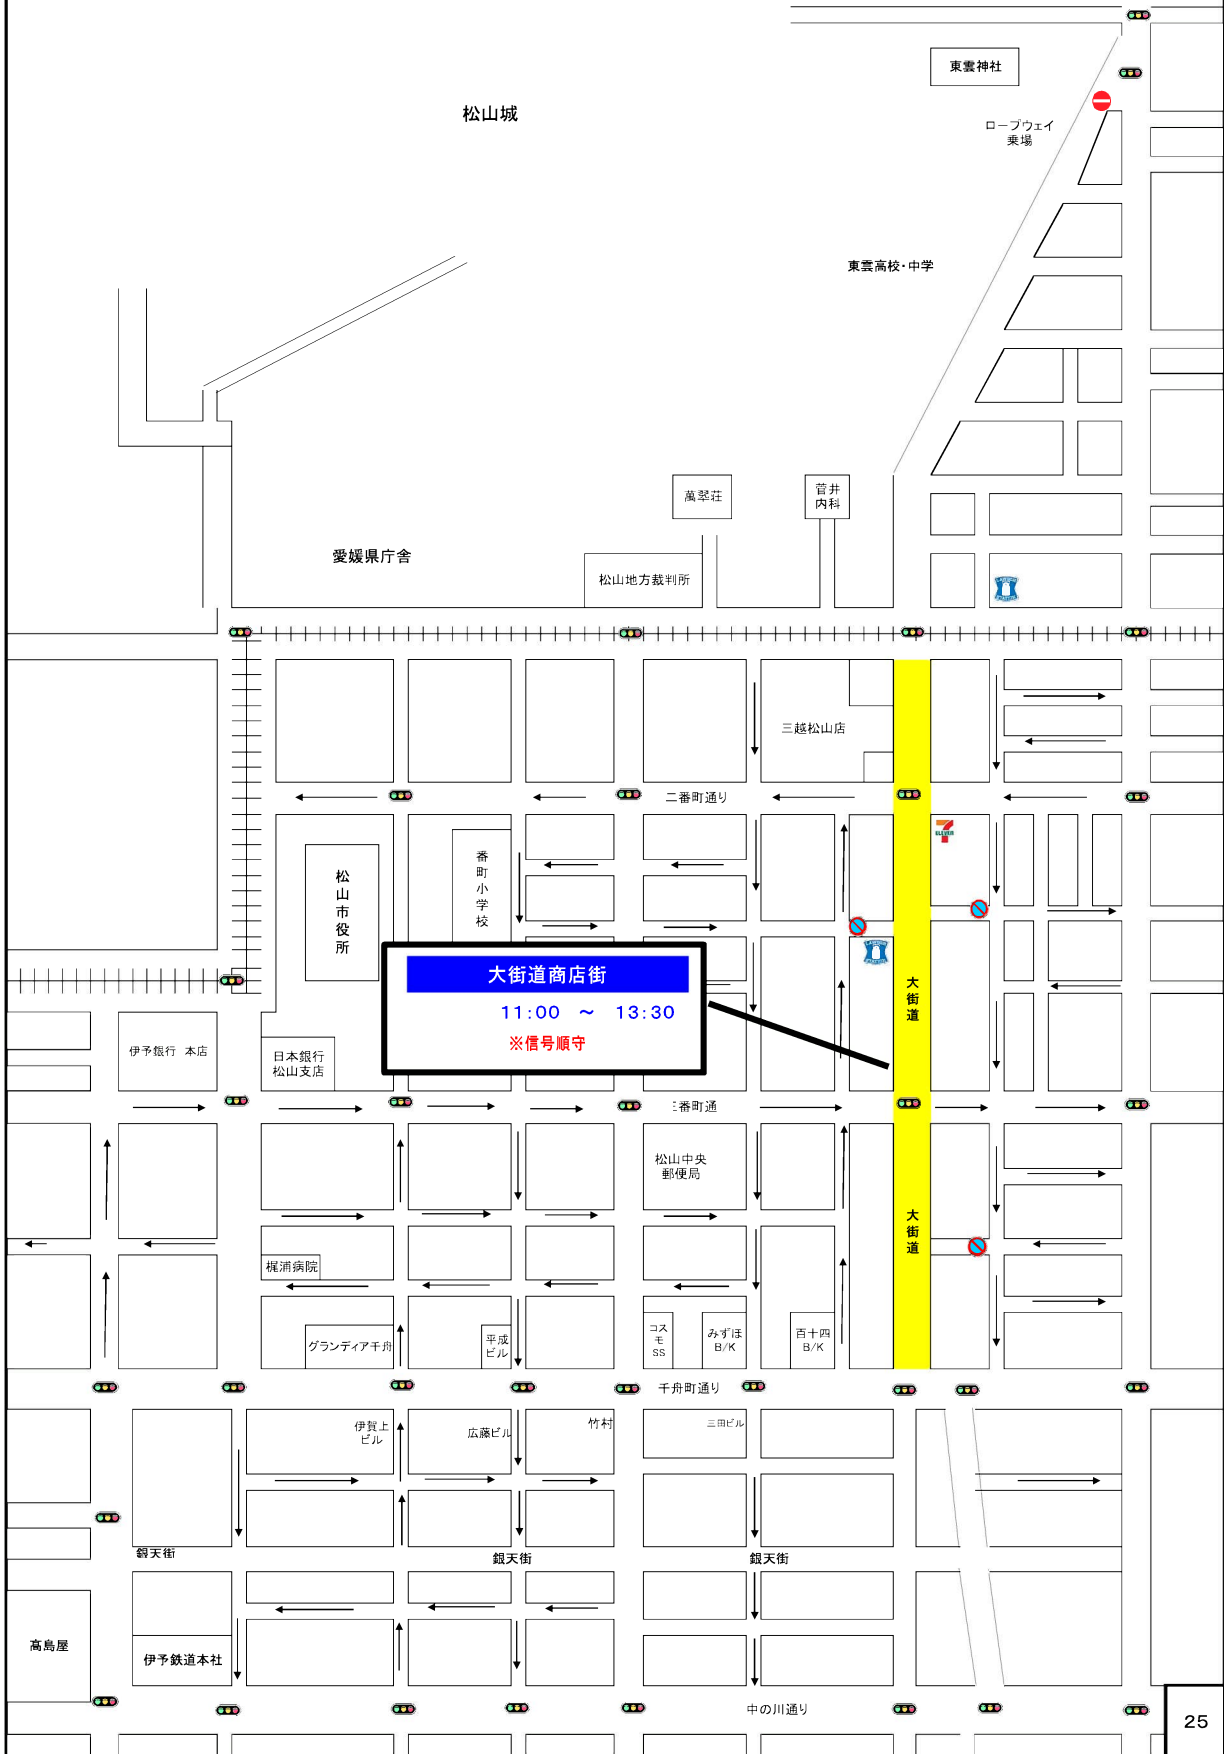 東雲神社
松山城
ロープウェイ
乗場
東雲高校・中学
萬翠荘
菅井
内科
愛媛県庁舎
松山地方裁判所
三越松山店
二番町通り
ELEVEN
番町小学校
松山市役所
大街道商店街
11:00 ～ 13:30
※信号順守
大街道
伊予銀行 本店
日本銀行
松山支店
番町通
松山中央
郵便局
大街道
梶浦病院
グランディア千舟
平成
ビル
コス
モ
SS
みずほ
B/K
百十四
B/K
千舟町通り
伊賀上
ビル
広藤ビル
竹村
三田ビル
銀天街
銀天街
銀天街
高島屋
伊予鉄道本社
中の川通り
25